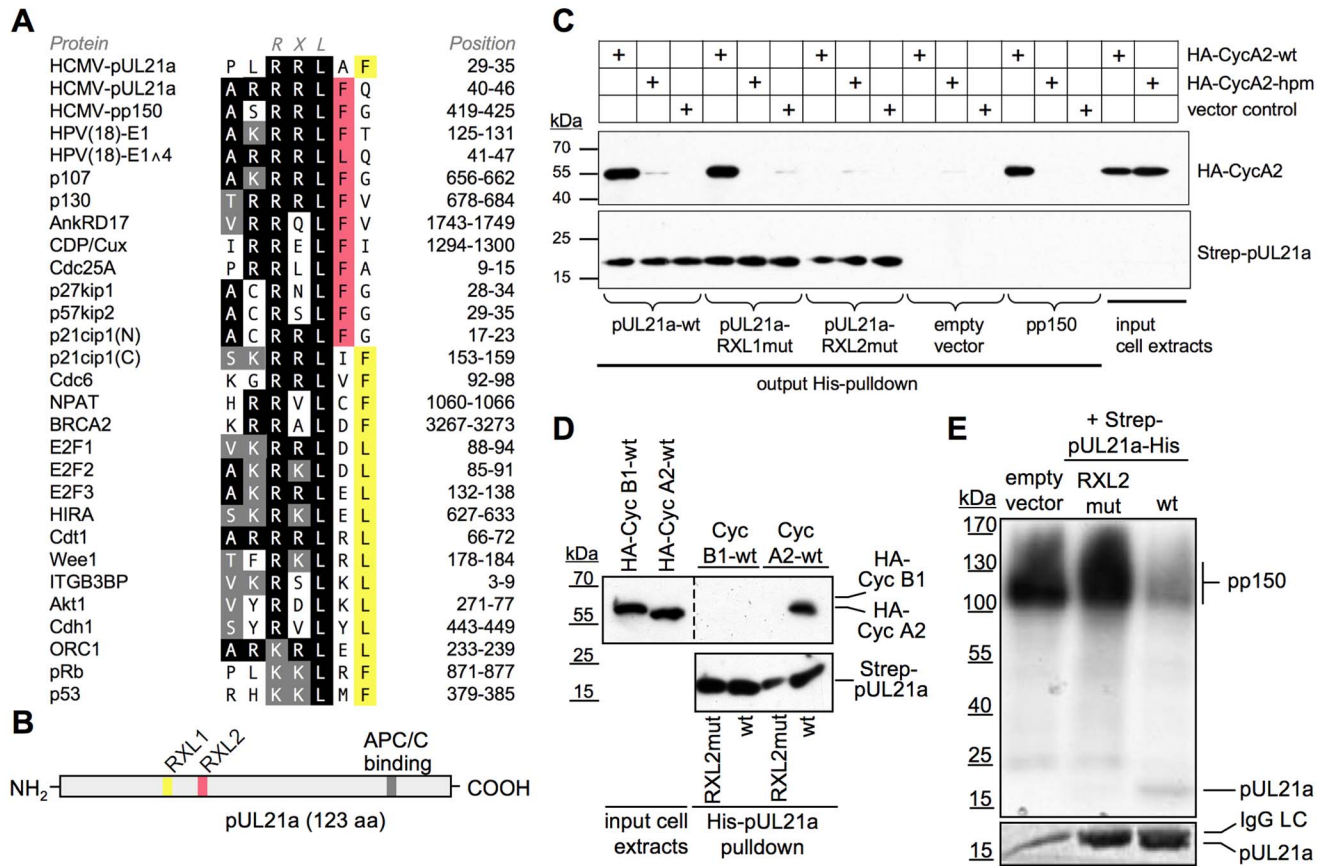 A
Protein R X L Position
HCMV-pUL21a P L R R L A F 29-35
HCMV-pUL21a A R R R L F Q 40-46
HCMV-pp150 A S R R L F G 419-425
HPV(18)-E1 A K R R L F T 125-131
HPV(18)-E1∧4 A R R R L L Q 41-47
p107 A K R R L F G 656-662
p130 T R R R L F V 678-684
AnkRD17 V R R Q L F V 1743-1749
CDP/Cux I R R E L F I 1294-1300
Cdc25A P R R L L F A 9-15
p27kip1 A C R N L F G 28-34
p57kip2 A C R S L F G 29-35
p21cip1(N) A C R R L F G 17-23
p21cip1(C) S K R R L I F 153-159
Cdc6 K G R R L V F 92-98
NPAT H R R V L C F 1060-1066
BRCA2 K R R A L D F 3267-3273
E2F1 V K R R L D L 88-94
E2F2 A K R K L D L 85-91
E2F3 A K R R L E L 132-138
HIRA S K R K L E L 627-633
Cdt1 A R R R L R L 66-72
Wee1 T F R K L R L 178-184
ITGB3BP V K R S L K L 3-9
Akt1 V Y R D L K L 271-77
Cdh1 S Y R V L Y L 443-449
ORC1 A R K R L E L 233-239
pRb P L K K L R F 871-877
p53 R H K K L M F 379-385
B
RXL1
RXL2
APC/C
binding
NH2 COOH
pUL21a (123 aa)
C
+ + + + + + HA-CycA2-wt
+ + + + + + HA-CycA2-hpm
+ + + + + vector control
kDa
70
55
40
HA-CycA2
25
15
Strep-pUL21a
pUL21a-wt
pUL21a-
RXL1mut
pUL21a-
RXL2mut
empty
vector
pp150
input
cell extracts
output His-pulldown
D
HA-Cyc B1-wt
HA-Cyc A2-wt
Cyc
B1-wt
Cyc
A2-wt
kDa
70
55
25
15
HA-
Cyc B1
HA-
Cyc A2
Strep-
pUL21a
RXL2mut
wt
RXL2mut
wt
input cell
extracts
His-pUL21a
pulldown
E
+ Strep-
pUL21a-His
empty
vector
RXL2
mut
wt
kDa
170
130
100
55
40
25
15
pp150
pUL21a
15
IgG LC
pUL21a